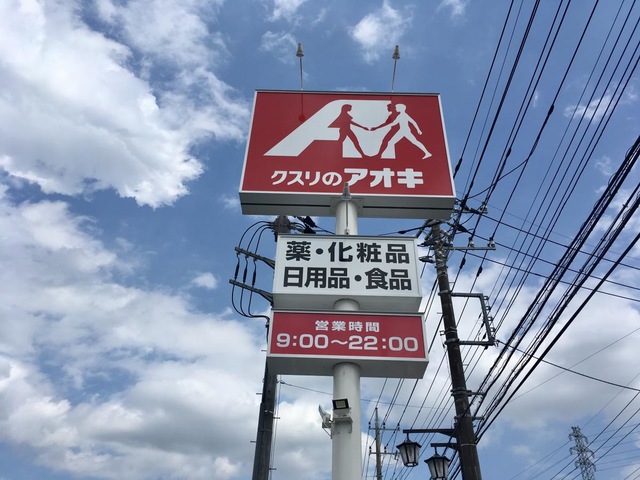 クスリのアオキ
薬・化粧品
日用品・食品
営業時間
9:00～22:00